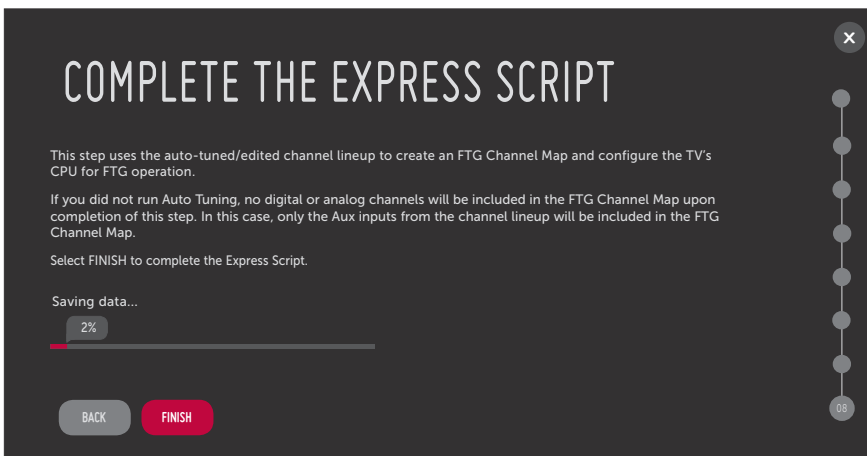 X
COMPLETE THE EXPRESS SCRIPT
This step uses the auto-tuned/edited channel lineup to create an FTG Channel Map and configure the TV’s
CPU for FTG operation.
If you did not run Auto Tuning, no digital or analog channels will be included in the FTG Channel Map upon
completion of this step. In this case, only the Aux inputs from the channel lineup will be included in the FTG
Channel Map.
Select FINISH to complete the Express Script.
Saving data...
2%
BACK
FINISH
08